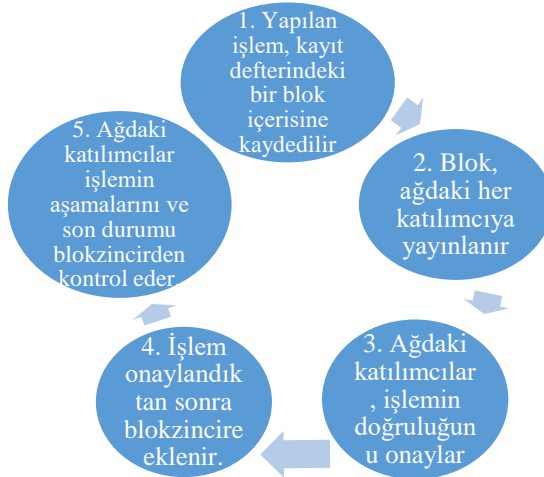 1. Yapılan
işlem, kayıt
defterindeki
bir blok
içerisine
kaydedilir
2. Blok,
ağdaki her
katılımcıya
yayınlanır
3. Ağdaki
katılımcılar
, işlemin
doğruluğun
u onaylar
4. İşlem
onaylandık
tan sonra
blokzincire
eklenir.
5. Ağdaki
katılımcılar
işlemin
aşamalarını ve
son durumu
blokzincirden
kontrol eder.